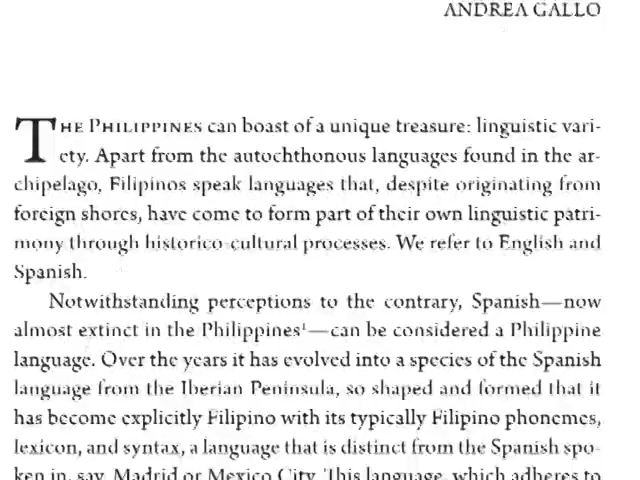 ANDREA GALLO
THE PHILIPPINES can boast of a unique treasure: linguistic vari-
ety. Apart from the autochthonous languages found in the ar-
chipelago, Filipinos speak languages that, despite originating from
foreign shores, have come to form part of their own linguistic patri-
mony through historico-cultural processes. We refer to English and
Spanish.
Notwithstanding perceptions to the contrary, Spanish—now
almost extinct in the Philippines¹—can be considered a Philippine
language. Over the years it has evolved into a species of the Spanish
language from the Iberian Peninsula, so shaped and formed that it
has become explicitly Filipino with its typically Filipino phonemes,
lexicon, and syntax, a language that is distinct from the Spanish spo-
ken in, say, Madrid or Mexico City. This language, which adheres to